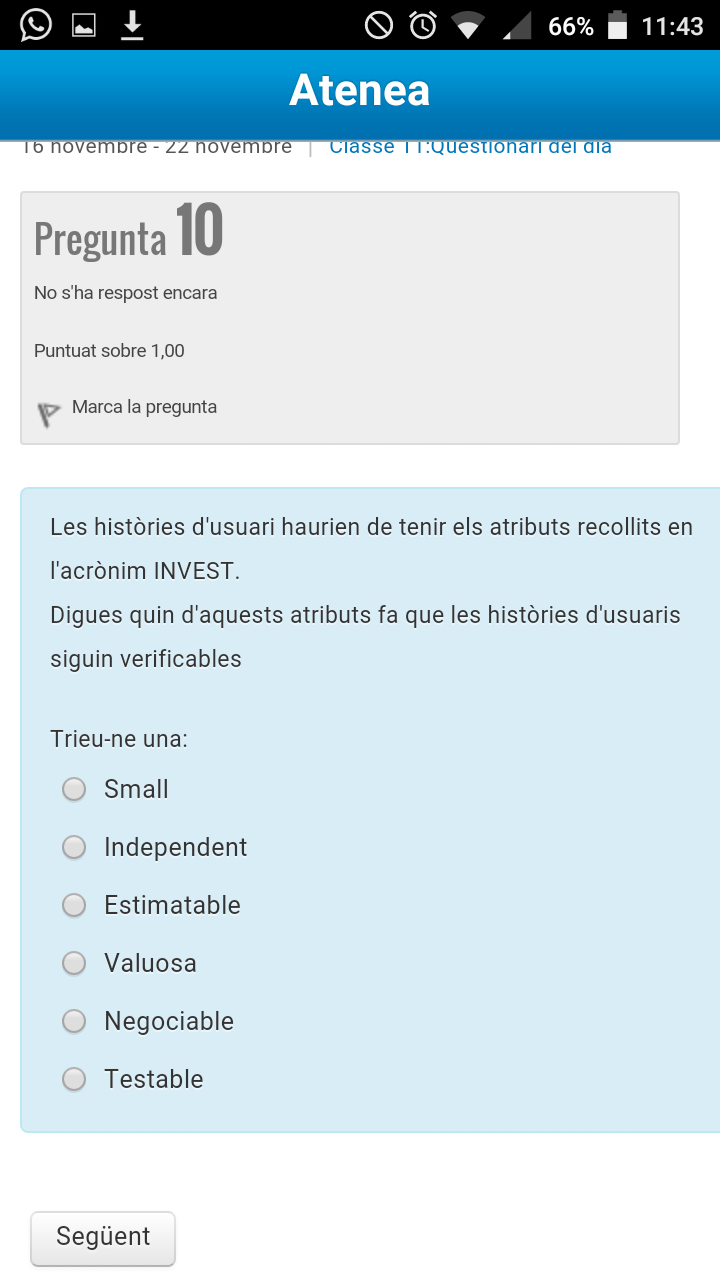 66% 11:43
Atenea
16 novembre - 22 novembre | Classe 11:Qüestionari del dia
Pregunta 10
No s'ha respost encara
Puntuat sobre 1,00
Marca la pregunta
Les històries d'usuari haurien de tenir els atributs recollits en
l'acrònim INVEST.
Digues quin d'aquests atributs fa que les històries d'usuaris
siguin verificables
Trieu-ne una:
Small
Independent
Estimatable
Valuosa
Negociable
Testable
Següent